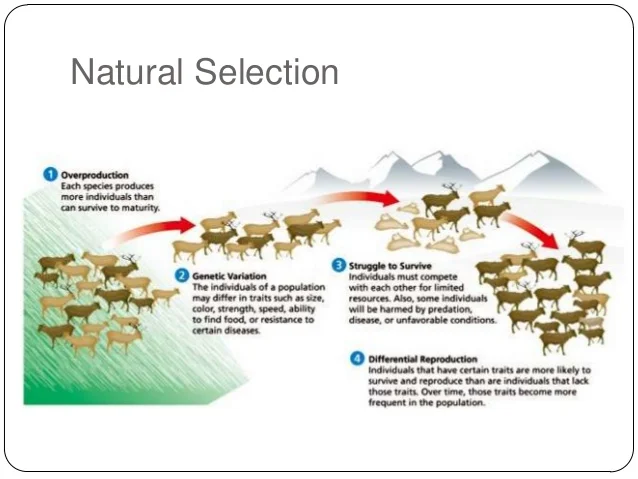 Natural Selection
1 Overproduction
Each species produces
more individuals than
can survive to maturity.
2 Genetic Variation
The individuals of a population
may differ in traits such as size,
color, strength, speed, ability
to find food, or resistance to
certain diseases.
3 Struggle to Survive
Individuals must compete
with each other for limited
resources. Also, some individuals
will be harmed by predation,
disease, or unfavorable conditions.
4 Differential Reproduction
Individuals that have certain traits are more likely to
survive and reproduce than are individuals that lack
those traits. Over time, those traits become more
frequent in the population.